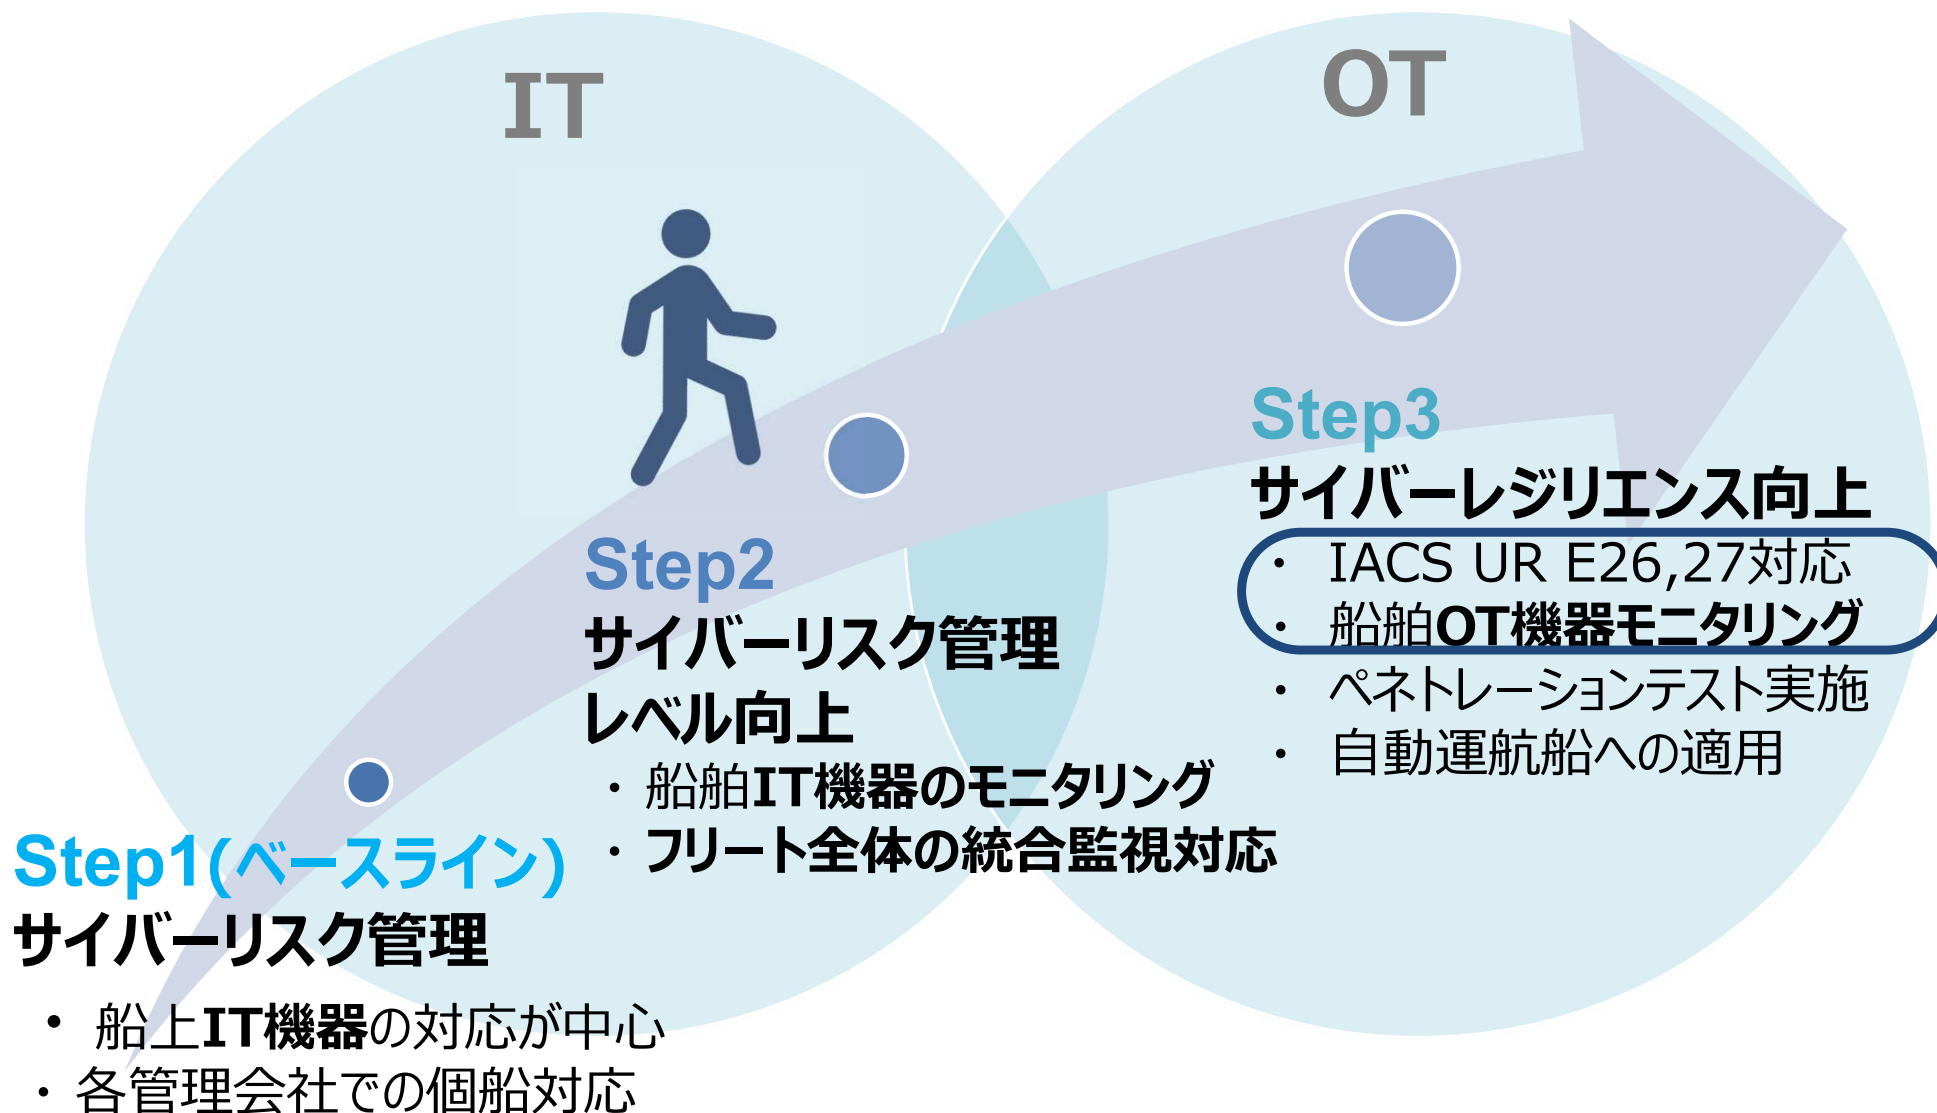 IT
OT
Step1(ベースライン)
サイバーリスク管理
・ 船上IT機器の対応が中心
・各管理会社での個船対応
Step2
サイバーリスク管理
レベル向上
・船舶IT機器のモニタリング
・フリート全体の統合監視対応
Step3
サイバーレジリエンス向上
・ IACS UR E26,27対応
・ 船舶OT機器モニタリング
・ ペネトレーションテスト実施
・ 自動運航船への適用